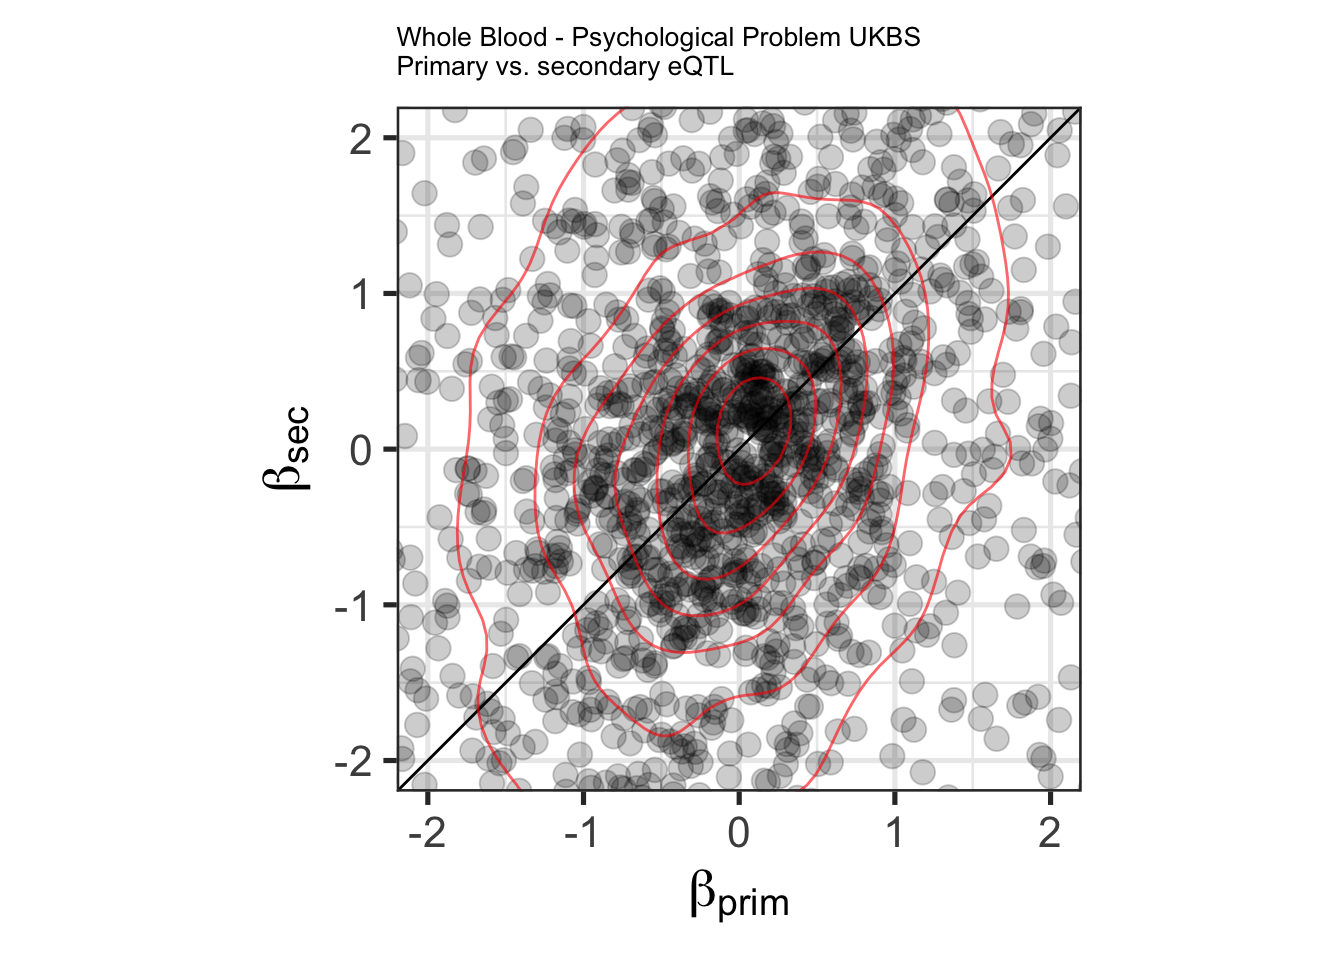 Whole Blood - Psychological Problem UKBS
Primary vs. secondary eQTL
2
1
0
-1
-2
βsec
-2 -1 0 1 2
βprim